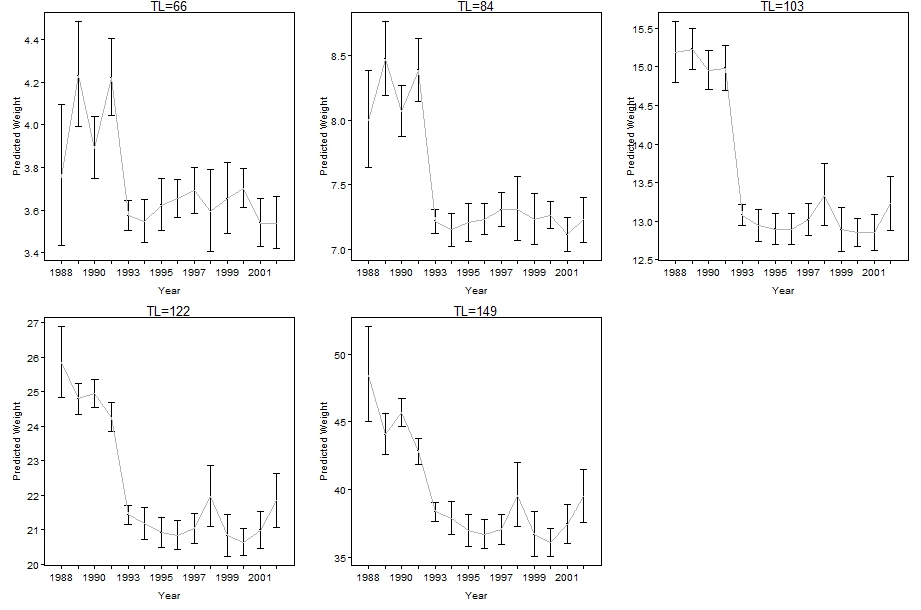 TL=66
4.4
4.2
4.0
3.8
3.6
3.4
Predicted Weight
1988 1990 1993 1995 1997 1999 2001
Year
TL=84
8.5
8.0
7.5
7.0
Predicted Weight
1988 1990 1993 1995 1997 1999 2001
Year
TL=103
15.5
15.0
14.5
14.0
13.5
13.0
12.5
Predicted Weight
1988 1990 1993 1995 1997 1999 2001
Year
TL=122
27
26
25
24
23
22
21
20
Predicted Weight
1988 1990 1993 1995 1997 1999 2001
Year
TL=149
50
45
40
35
Predicted Weight
1988 1990 1993 1995 1997 1999 2001
Year